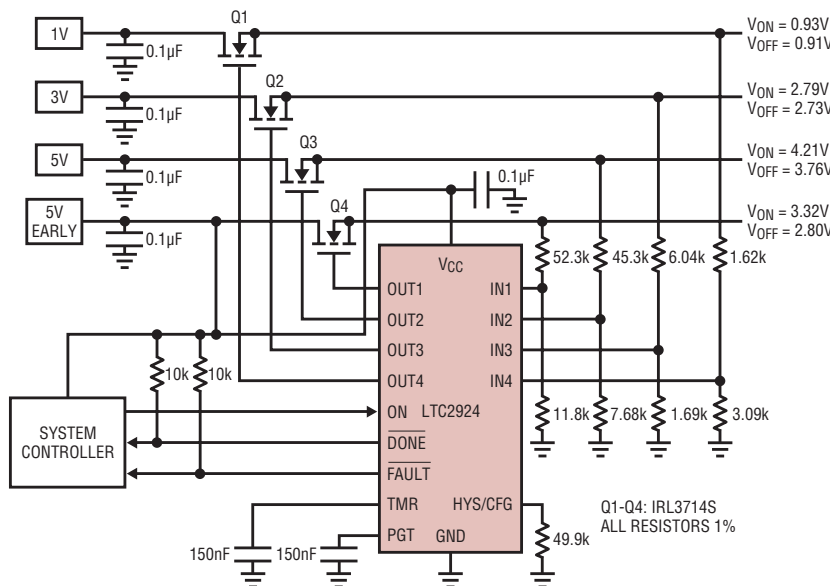 Q1
1V
0.1µF
VON = 0.93V
VOFF = 0.91V
Q2
3V
0.1µF
VON = 2.79V
VOFF = 2.73V
Q3
5V
0.1µF
0.1µF
VON = 4.21V
VOFF = 3.76V
5V
EARLY
Q4
0.1µF
VON = 3.32V
VOFF = 2.80V
52.3k
45.3k
6.04k
1.62k
VCC
OUT1
IN1
OUT2
IN2
OUT3
IN3
OUT4
IN4
10k
10k
ON
LTC2924
11.8k
7.68k
1.69k
3.09k
SYSTEM
CONTROLLER
DONE
FAULT
TMR
HYS/CFG
Q1-Q4: IRL3714S
ALL RESISTORS 1%
150nF
150nF
PGT
GND
49.9k